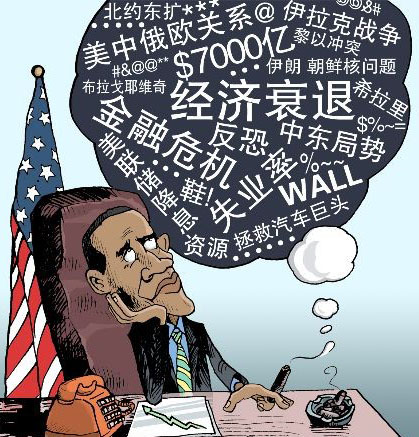 @@8#
北约东扩***
美中俄欧关系@
伊拉克战争
#&@@**
$7000亿
黎以冲突
布拉戈耶维奇
伊朗 朝鲜核问题
经济衰退
希拉里
金融危机
反恐
中东局势
$%~=
美联储降息
鞋!
失业率
%~~
WALL
资源
拯救汽车巨头